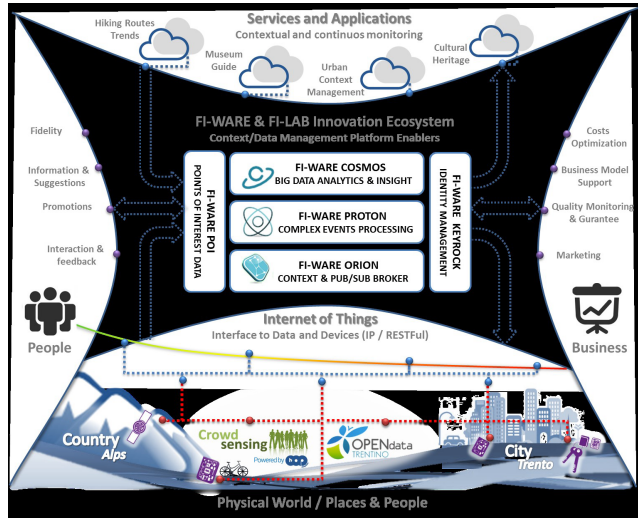 Services and Applications
Contextual and continuos monitoring
Hiking Routes
Trends
Museum
Guide
Urban
Context
Management
Cultural
Heritage
FI-WARE & FI-LAB Innovation Ecosystem
Context/Data Management Platform Enablers
Fidelity
Information &
Suggestions
Promotions
Interaction &
feedback
People
FI-WARE POI
POINTS OF INTEREST DATA
FI-WARE COSMOS
BIG DATA ANALYTICS & INSIGHT
FI-WARE PROTON
COMPLEX EVENTS PROCESSING
FI-WARE ORION
CONTEXT & PUB/SUB BROKER
FI-WARE KEYROCK
IDENTITY MANAGEMENT
Costs
Optimization
Business Model
Support
Quality Monitoring
& Gurantee
Marketing
Business
Internet of Things
Interface to Data and Devices (IP / RESTFul)
Country
Alps
Crowd
sensing
Powered by
OPENdata
TRENTINO
City
Trento
Physical World / Places & People